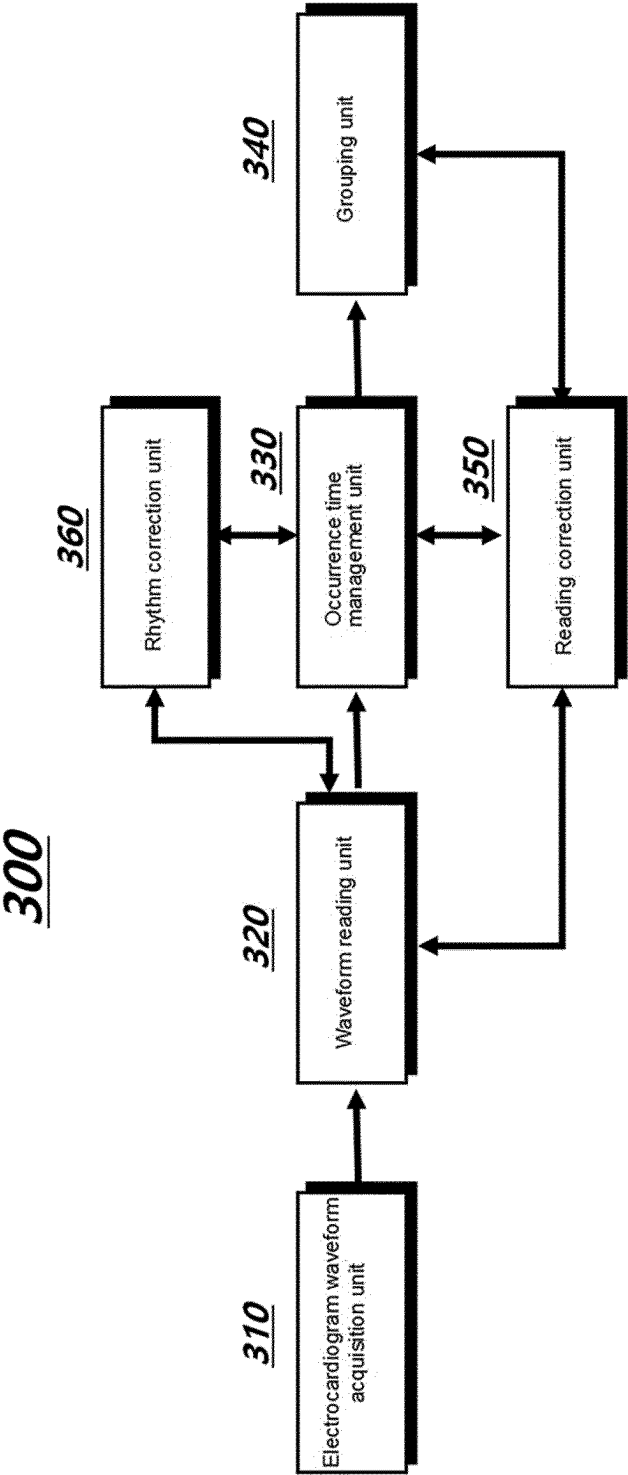 300
360
Rhythm correction unit
310
Electrocardiogram waveform
acquisition unit
320
Waveform reading unit
330
Occurrence time
management unit
340
Grouping unit
350
Reading correction unit